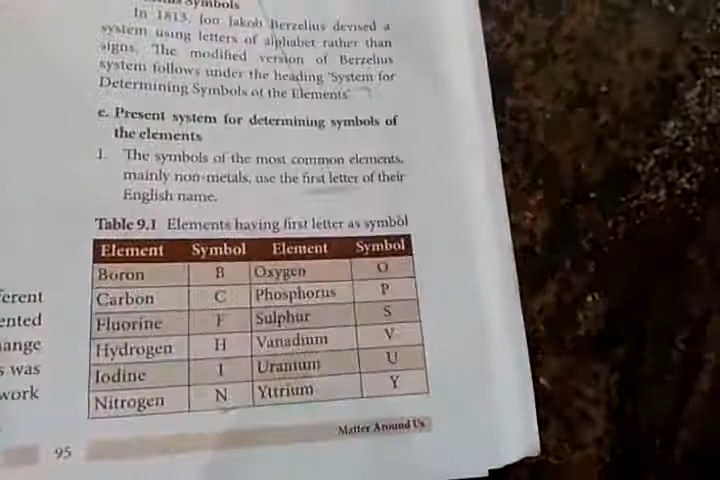 Symbols
In 1813, Jon Jakob Berzelius devised a
system using letters of alphabet rather than
signs. The modified version of Berzelius
system follows under the heading 'System for
Determining Symbols of the Elements'
c. Present system for determining symbols of
the elements
1. The symbols of the most common elements,
mainly non-metals, use the first letter of their
English name.
Table 9.1 Elements having first letter as symbol
Element Symbol Element Symbol
Boron B Oxygen O
Carbon C Phosphorus P
Fluorine F Sulphur S
Hydrogen H Vanadium V
Iodine I Uranium U
Nitrogen N Yttrium Y
ferent
ented
ange
s was
work
95
Matter Around Us